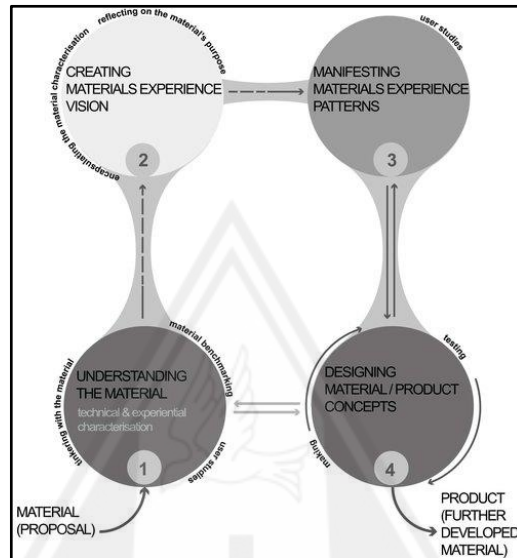 reflecting on the material's purpose
encapsulating the material characterisation
CREATING
MATERIALS EXPERIENCE
VISION
2
user studies
MANIFESTING
MATERIALS EXPERIENCE
PATTERNS
3
material benchmarking
tinkering with the material
UNDERSTANDING
THE MATERIAL
technical & experiential
characterisation
user studies
1
MATERIAL
(PROPOSAL)
testing
DESIGNING
MATERIAL / PRODUCT
CONCEPTS
making
4
PRODUCT
(FURTHER
DEVELOPED
MATERIAL)